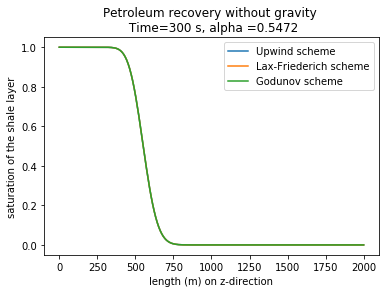 Petroleum recovery without gravity
Time=300 s, alpha =0.5472
Upwind scheme
Lax-Friederich scheme
Godunov scheme
saturation of the shale layer
1.0
0.8
0.6
0.4
0.2
0.0
0 250 500 750 1000 1250 1500 1750 2000
length (m) on z-direction